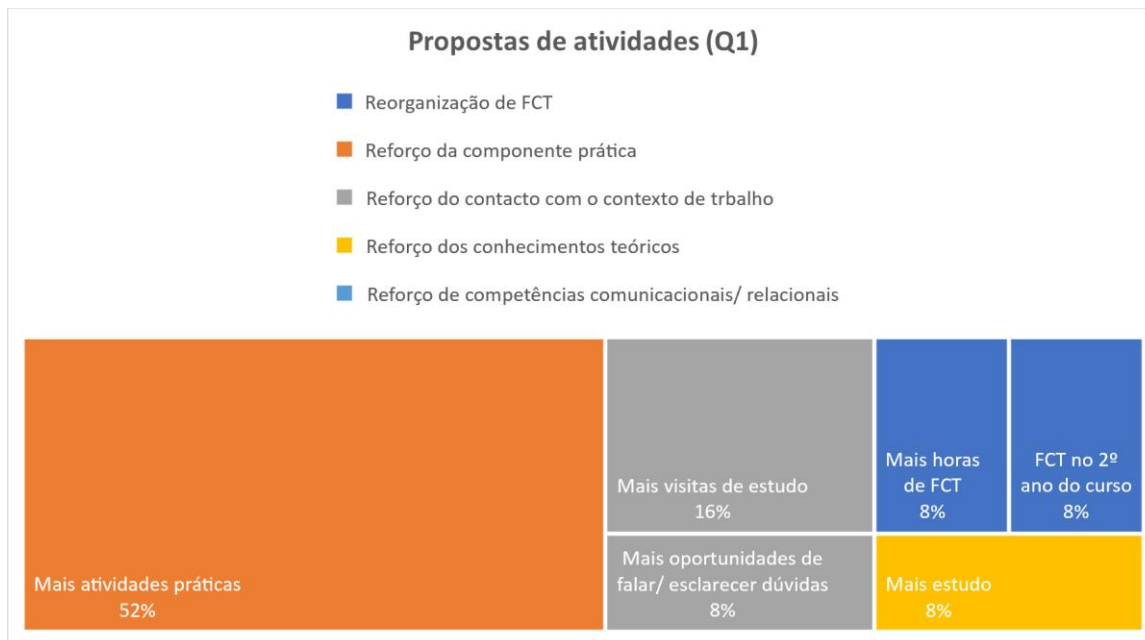 Propostas de atividades (Q1)
Reorganização de FCT
Reforço da componente prática
Reforço do contacto com o contexto de trbalho
Reforço dos conhecimentos teóricos
Reforço de competências comunicacionais/ relacionais
Mais atividades práticas
52%
Mais visitas de estudo
16%
Mais oportunidades de
falar/ esclarecer dúvidas
8%
Mais horas
de FCT
8%
FCT no 2º
ano do curso
8%
Mais estudo
8%